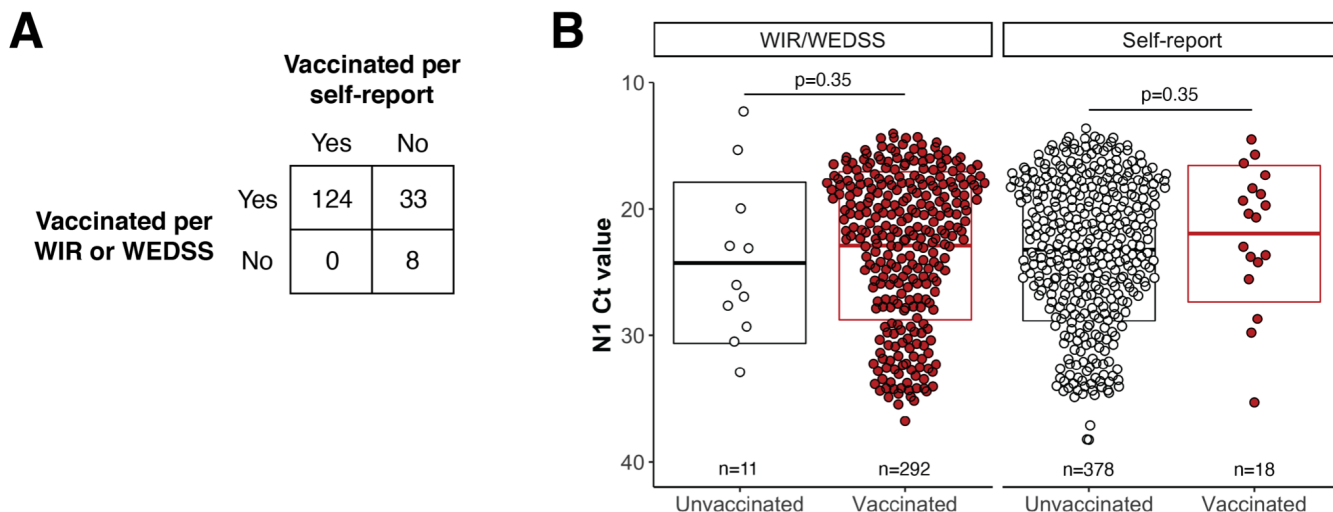 A
Vaccinated per
self-report
Yes No
Vaccinated per
WIR or WEDSS
Yes 124 33
No 0 8
B
WIR/WEDSS Self-report
p=0.35 p=0.35
N1 Ct value
10
20
30
40
n=11 n=292 n=378 n=18
Unvaccinated Vaccinated Unvaccinated Vaccinated